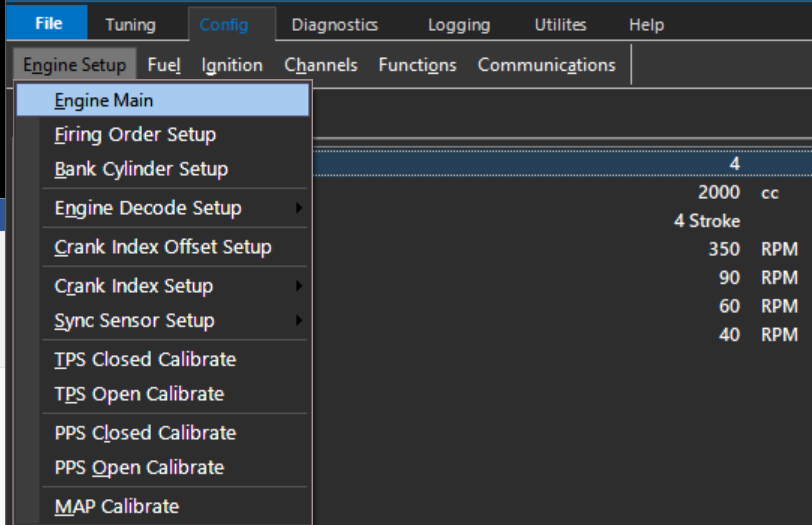 File Tuning Config Diagnostics Logging Utilites Help
Engine Setup Fuel Ignition Channels Functions Communications
Engine Main
Firing Order Setup
Bank Cylinder Setup
Engine Decode Setup
Crank Index Offset Setup
Crank Index Setup
Sync Sensor Setup
TPS Closed Calibrate
TPS Open Calibrate
PPS Closed Calibrate
PPS Open Calibrate
MAP Calibrate
4
2000 cc
4 Stroke
350 RPM
90 RPM
60 RPM
40 RPM